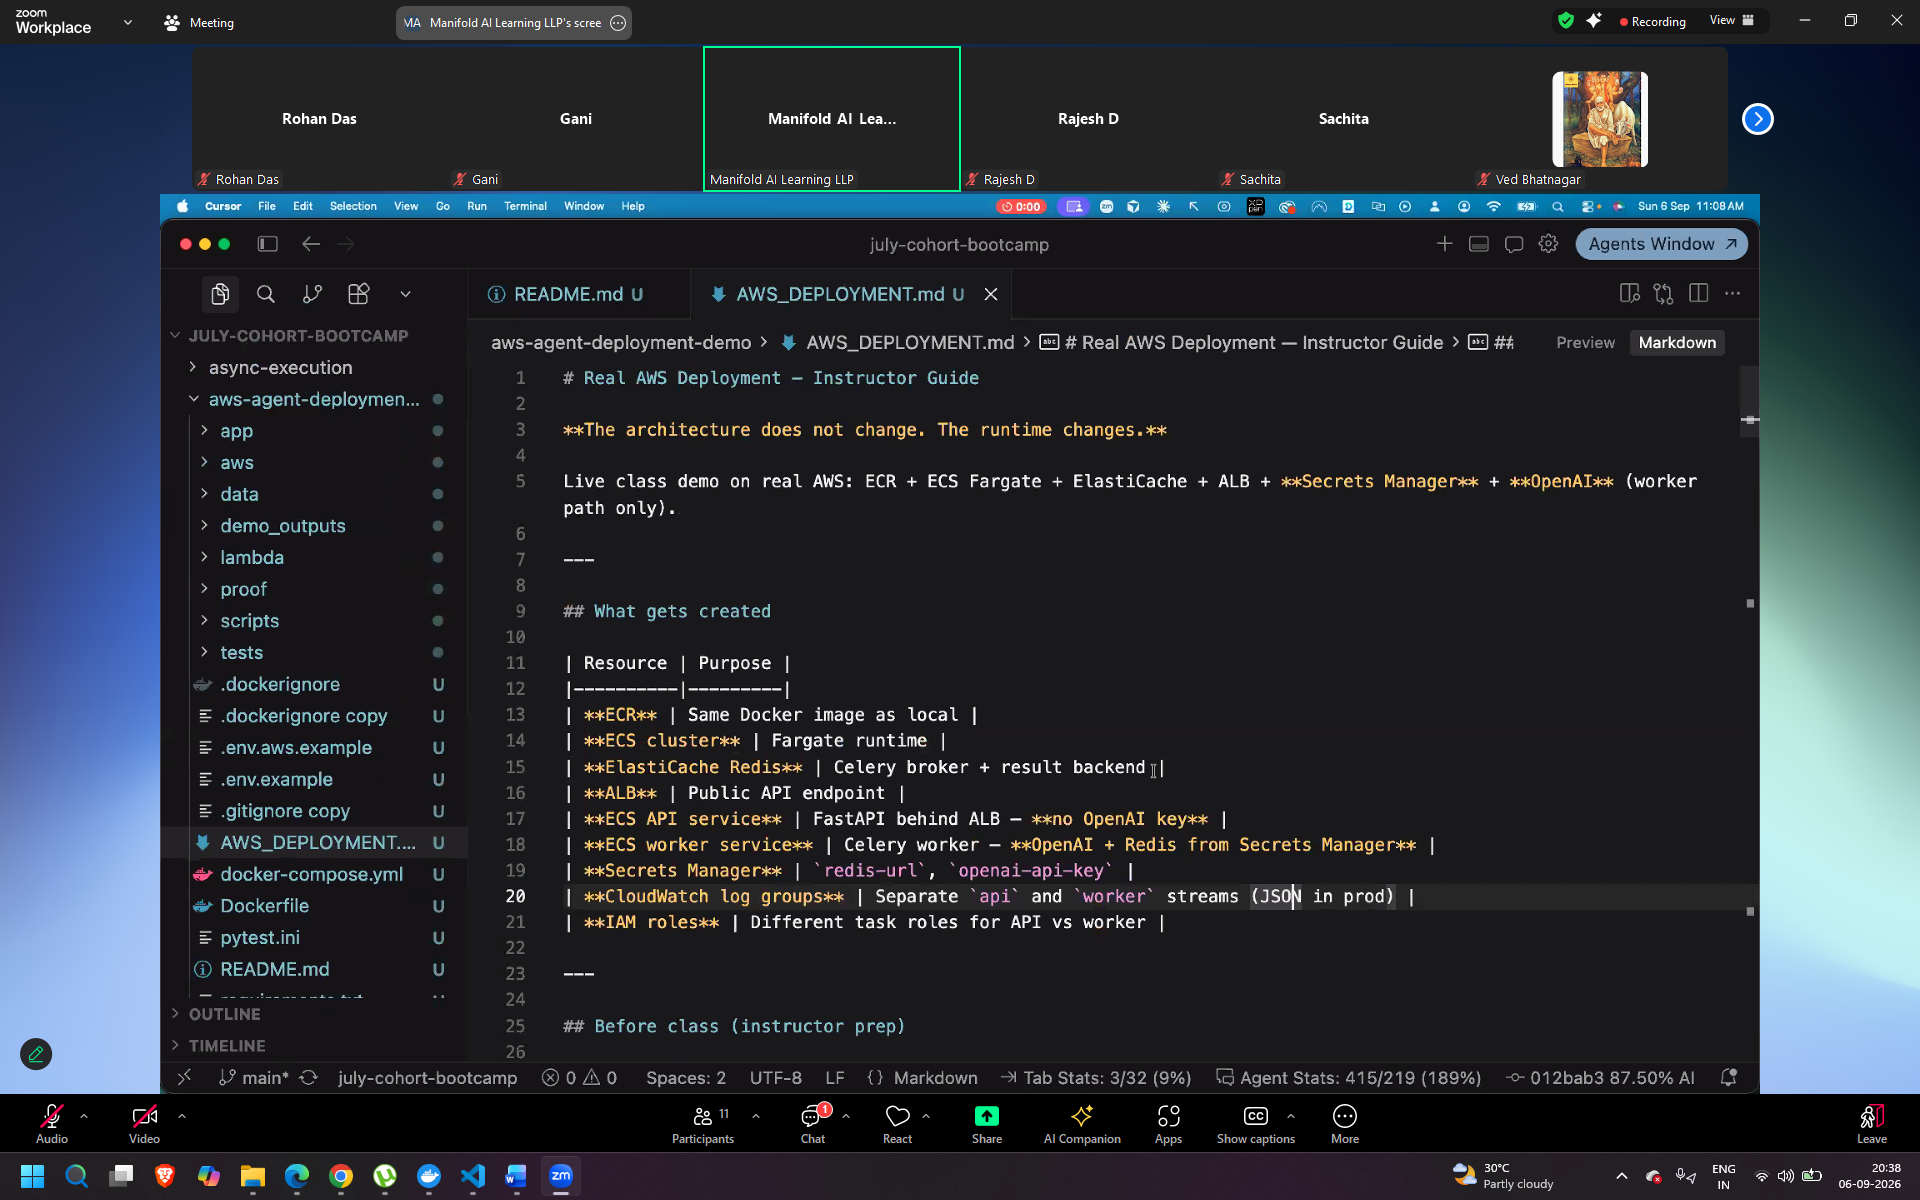 zoom
Workplace
Meeting
MA Manifold AI Learning LLP's scree
Recording
View
Rohan Das
Gani
Manifold AI Lea...
Rajesh D
Sachita
Rohan Das
Gani
Manifold AI Learning LLP
Rajesh D
Sachita
Ved Bhatnagar
Cursor File Edit Selection View Go Run Terminal Window Help
0:00
Sun 6 Sep 11:08 AM
july-cohort-bootcamp
Agents Window
README.md U
AWS_DEPLOYMENT.md U
JULY-COHORT-BOOTCAMP
async-execution
aws-agent-deploymen...
app
aws
data
demo_outputs
lambda
proof
scripts
tests
.dockerignore U
.dockerignore copy U
.env.aws.example U
.env.example U
.gitignore copy U
AWS_DEPLOYMENT.... U
docker-compose.yml U
Dockerfile U
pytest.ini U
README.md U
OUTLINE
TIMELINE
aws-agent-deployment-demo > AWS_DEPLOYMENT.md > # Real AWS Deployment — Instructor Guide > ##
Preview
Markdown
1 # Real AWS Deployment — Instructor Guide
2
3 **The architecture does not change. The runtime changes.**
4
5 Live class demo on real AWS: ECR + ECS Fargate + ElastiCache + ALB + **Secrets Manager** + **OpenAI** (worker
path only).
6
7 ---
8
9 ## What gets created
10
11 | Resource | Purpose |
12 |----------|---------|
13 | **ECR** | Same Docker image as local |
14 | **ECS cluster** | Fargate runtime |
15 | **ElastiCache Redis** | Celery broker + result backend |
16 | **ALB** | Public API endpoint |
17 | **ECS API service** | FastAPI behind ALB — **no OpenAI key** |
18 | **ECS worker service** | Celery worker — **OpenAI + Redis from Secrets Manager** |
19 | **Secrets Manager** | `redis-url`, `openai-api-key` |
20 | **CloudWatch log groups** | Separate `api` and `worker` streams (JSON in prod) |
21 | **IAM roles** | Different task roles for API vs worker |
22
23 ---
24
25 ## Before class (instructor prep)
26
main* july-cohort-bootcamp 0 0 Spaces: 2 UTF-8 LF {} Markdown Tab Stats: 3/32 (9%) Agent Stats: 415/219 (189%) 012bab3 87.50% AI
Audio
Video
11
Participants
1
Chat
React
Share
AI Companion
Apps
CC
Show captions
More
Leave
zm
30°C
Partly cloudy
ENG
IN
20:38
06-09-2026